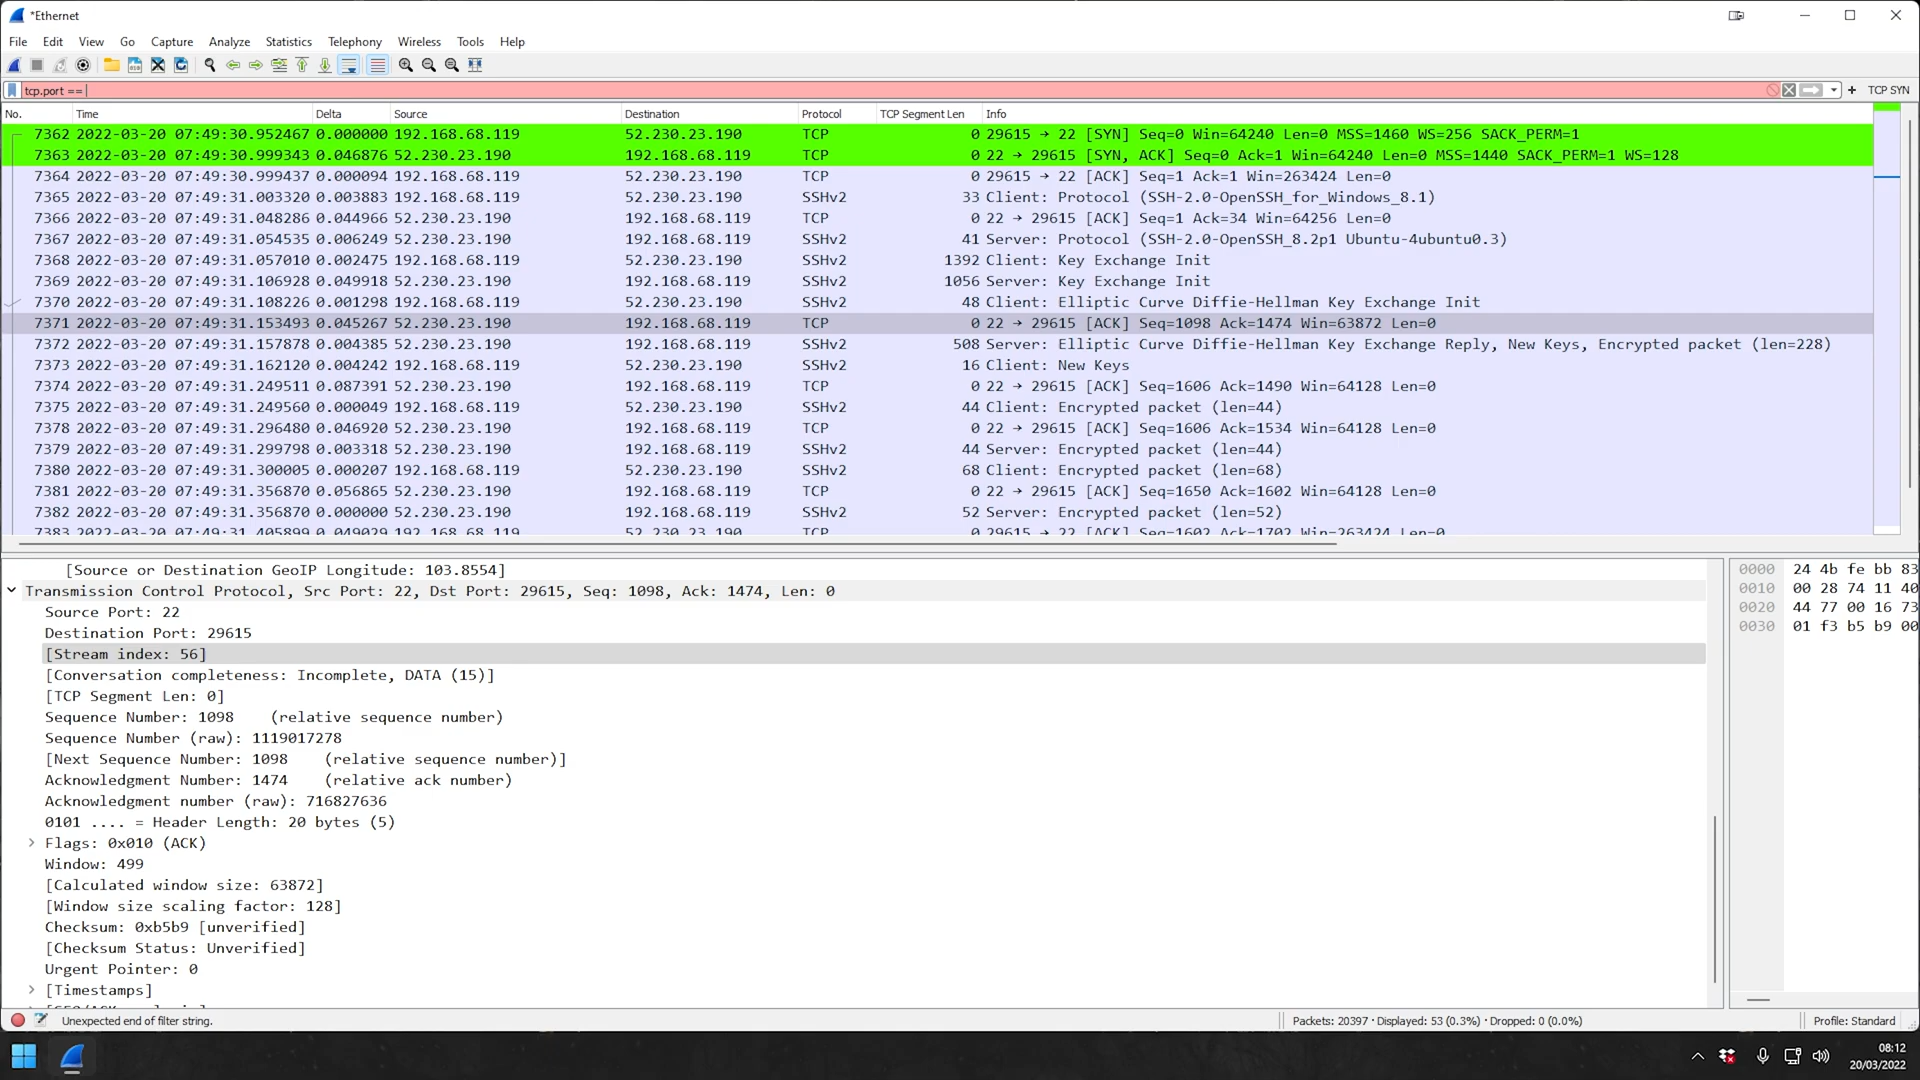 *Ethernet
File Edit View Go Capture Analyze Statistics Telephony Wireless Tools Help
tcp.port ==
+ TCP SYN
No. Time Delta Source Destination Protocol TCP Segment Len Info
7362 2022-03-20 07:49:30.952467 0.000000 192.168.68.119 52.230.23.190 TCP 0 29615 → 22 [SYN] Seq=0 Win=64240 Len=0 MSS=1460 WS=256 SACK_PERM=1
7363 2022-03-20 07:49:30.999343 0.046876 52.230.23.190 192.168.68.119 TCP 0 22 → 29615 [SYN, ACK] Seq=0 Ack=1 Win=64240 Len=0 MSS=1440 SACK_PERM=1 WS=128
7364 2022-03-20 07:49:30.999437 0.000094 192.168.68.119 52.230.23.190 TCP 0 29615 → 22 [ACK] Seq=1 Ack=1 Win=263424 Len=0
7365 2022-03-20 07:49:31.003320 0.003883 192.168.68.119 52.230.23.190 SSHv2 33 Client: Protocol (SSH-2.0-OpenSSH_for_Windows_8.1)
7366 2022-03-20 07:49:31.048286 0.044966 52.230.23.190 192.168.68.119 TCP 0 22 → 29615 [ACK] Seq=1 Ack=34 Win=64256 Len=0
7367 2022-03-20 07:49:31.054535 0.006249 52.230.23.190 192.168.68.119 SSHv2 41 Server: Protocol (SSH-2.0-OpenSSH_8.2p1 Ubuntu-4ubuntu0.3)
7368 2022-03-20 07:49:31.057010 0.002475 192.168.68.119 52.230.23.190 SSHv2 1392 Client: Key Exchange Init
7369 2022-03-20 07:49:31.106928 0.049918 52.230.23.190 192.168.68.119 SSHv2 1056 Server: Key Exchange Init
7370 2022-03-20 07:49:31.108226 0.001298 192.168.68.119 52.230.23.190 SSHv2 48 Client: Elliptic Curve Diffie-Hellman Key Exchange Init
7371 2022-03-20 07:49:31.153493 0.045267 52.230.23.190 192.168.68.119 TCP 0 22 → 29615 [ACK] Seq=1098 Ack=1474 Win=63872 Len=0
7372 2022-03-20 07:49:31.157878 0.004385 52.230.23.190 192.168.68.119 SSHv2 508 Server: Elliptic Curve Diffie-Hellman Key Exchange Reply, New Keys, Encrypted packet (len=228)
7373 2022-03-20 07:49:31.162120 0.004242 192.168.68.119 52.230.23.190 SSHv2 16 Client: New Keys
7374 2022-03-20 07:49:31.249511 0.087391 52.230.23.190 192.168.68.119 TCP 0 22 → 29615 [ACK] Seq=1606 Ack=1490 Win=64128 Len=0
7375 2022-03-20 07:49:31.249560 0.000049 192.168.68.119 52.230.23.190 SSHv2 44 Client: Encrypted packet (len=44)
7378 2022-03-20 07:49:31.296480 0.046920 52.230.23.190 192.168.68.119 TCP 0 22 → 29615 [ACK] Seq=1606 Ack=1534 Win=64128 Len=0
7379 2022-03-20 07:49:31.299798 0.003318 52.230.23.190 192.168.68.119 SSHv2 44 Server: Encrypted packet (len=44)
7380 2022-03-20 07:49:31.300005 0.000207 192.168.68.119 52.230.23.190 SSHv2 68 Client: Encrypted packet (len=68)
7381 2022-03-20 07:49:31.356870 0.056865 52.230.23.190 192.168.68.119 TCP 0 22 → 29615 [ACK] Seq=1650 Ack=1602 Win=64128 Len=0
7382 2022-03-20 07:49:31.356870 0.000000 52.230.23.190 192.168.68.119 SSHv2 52 Server: Encrypted packet (len=52)
7383 2022-03-20 07:49:31.405899 0.049029 192.168.68.119 52.230.23.190 TCP 0 29615 → 22 [ACK] Seq=1602 Ack=1702 Win=263424 Len=0
[Source or Destination GeoIP Longitude: 103.8554]
Transmission Control Protocol, Src Port: 22, Dst Port: 29615, Seq: 1098, Ack: 1474, Len: 0
Source Port: 22
Destination Port: 29615
[Stream index: 56]
[Conversation completeness: Incomplete, DATA (15)]
[TCP Segment Len: 0]
Sequence Number: 1098 (relative sequence number)
Sequence Number (raw): 1119017278
[Next Sequence Number: 1098 (relative sequence number)]
Acknowledgment Number: 1474 (relative ack number)
Acknowledgment number (raw): 716827636
0101 .... = Header Length: 20 bytes (5)
Flags: 0x010 (ACK)
Window: 499
[Calculated window size: 63872]
[Window size scaling factor: 128]
Checksum: 0xb5b9 [unverified]
[Checksum Status: Unverified]
Urgent Pointer: 0
[Timestamps]
0000 24 4b fe bb 83
0010 00 28 74 11 40
0020 44 77 00 16 73
0030 01 f3 b5 b9 00
Unexpected end of filter string.
Packets: 20397 · Displayed: 53 (0.3%) · Dropped: 0 (0.0%)
Profile: Standard
08:12
20/03/2022